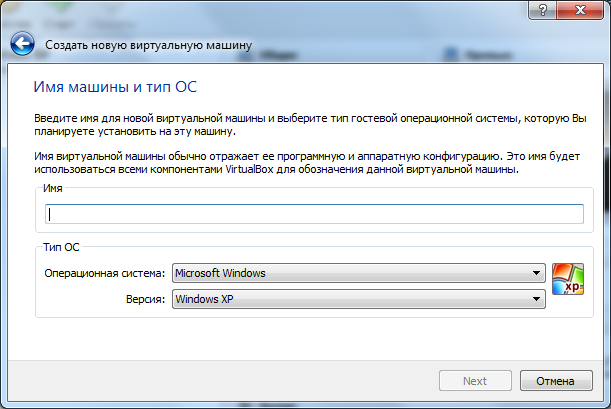 Создать новую виртуальную машину
Имя машины и тип ОС
Введите имя для новой виртуальной машины и выберите тип гостевой операционной системы, которую Вы
планируете установить на эту машину.
Имя виртуальной машины обычно отражает ее программную и аппаратную конфигурацию. Это имя будет
использоваться всеми компонентами VirtualBox для обозначения данной виртуальной машины.
Имя
Тип ОС
Операционная система: Microsoft Windows
Версия: Windows XP
xp
Next Отмена